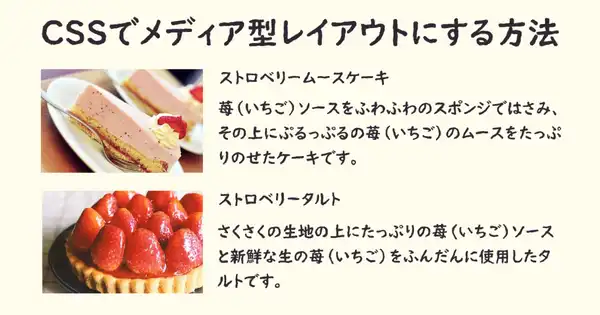 CSSでメディア型レイアウトにする方法
ストロベリームースケーキ
苺（いちご）ソースをふわふわのスポンジではさみ、
その上にぷるっぷるの苺（いちご）のムースをたっぷ
りのせたケーキです。
ストロベリータルト
さくさくの生地の上にたっぷりの苺（いちご）ソース
と新鮮な生の苺（いちご）をふんだんに使用したタ
ルトです。